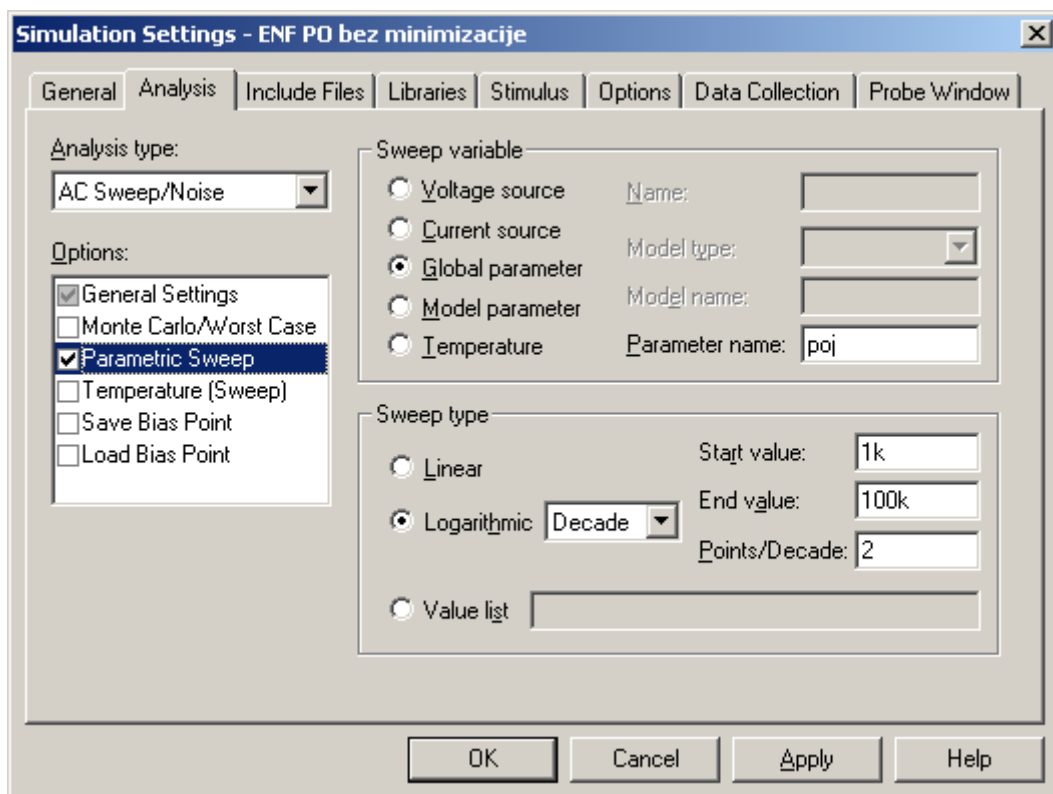 Simulation Settings - ENF PO bez minimizacije
General Analysis Include Files Libraries Stimulus Options Data Collection Probe Window
Analysis type:
AC Sweep/Noise
Options:
General Settings
Monte Carlo/Worst Case
Parametric Sweep
Temperature (Sweep)
Save Bias Point
Load Bias Point
Sweep variable
Voltage source
Current source
Global parameter
Model parameter
Temperature
Name:
Model type:
Model name:
Parameter name: poj
Sweep type
Linear
Logarithmic Decade
Value list
Start value: 1k
End value: 100k
Points/Decade: 2
OK Cancel Apply Help